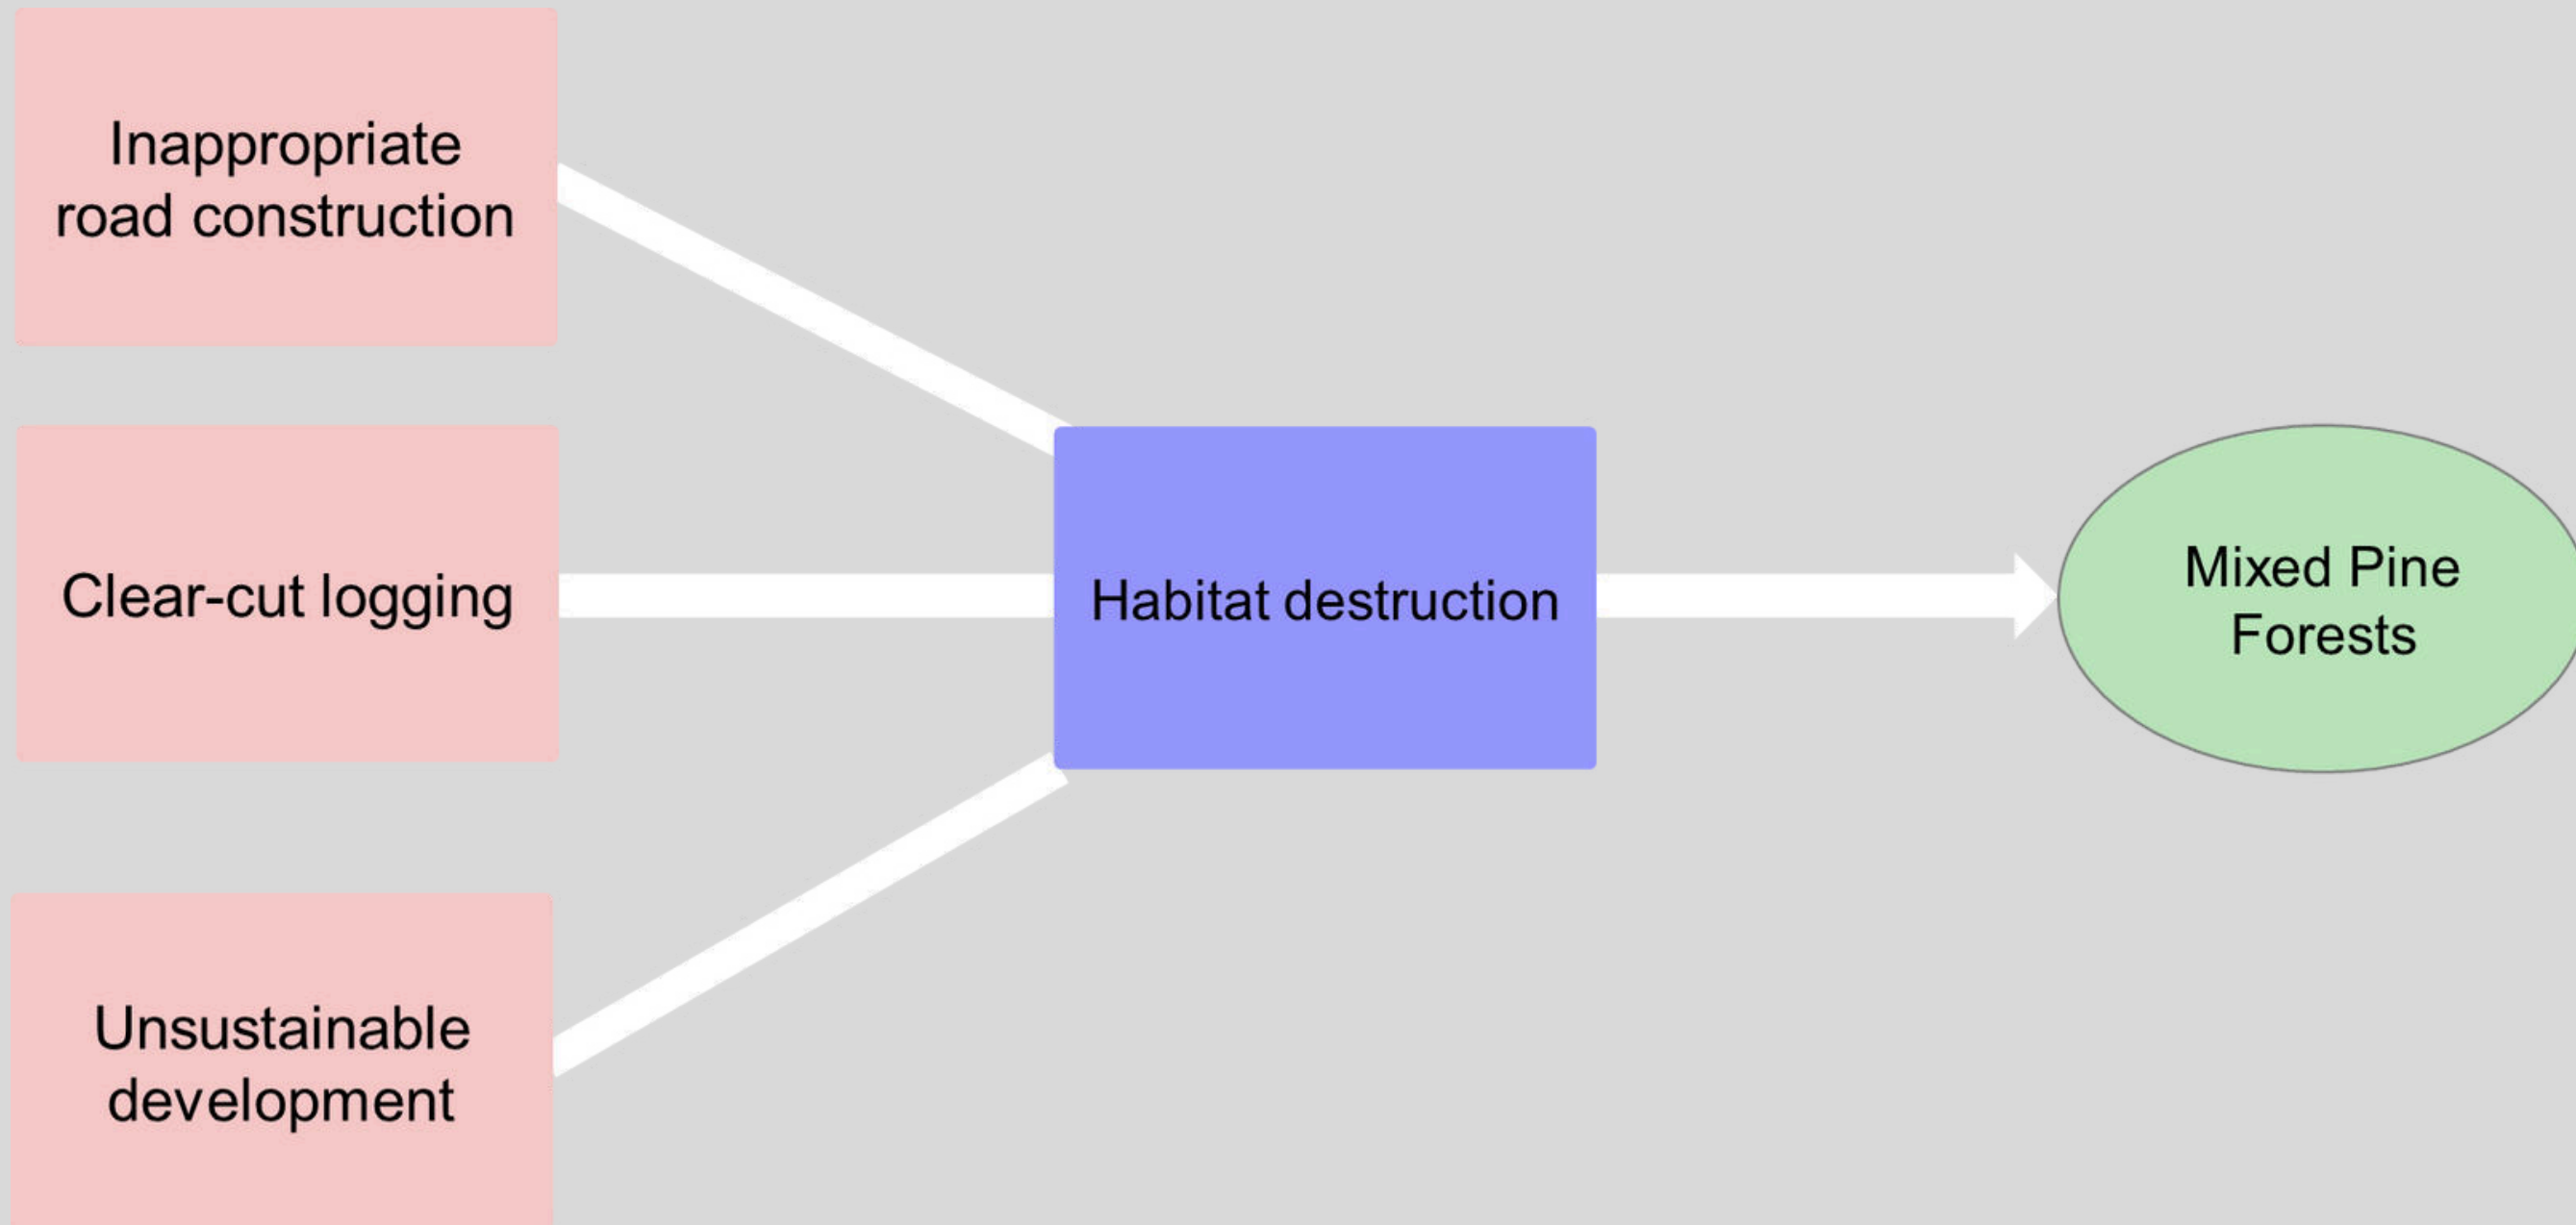 Inappropriate
road construction
Clear-cut logging
Habitat destruction
Mixed Pine
Forests
Unsustainable
development